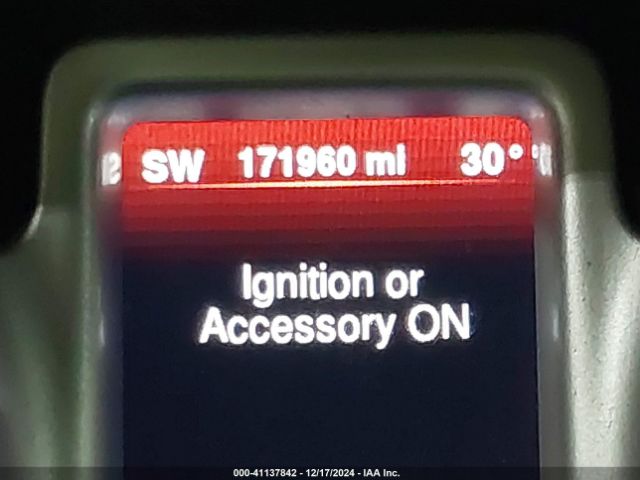 SW 171960 mi 30°
Ignition or
Accessory ON
000-41137842 - 12/17/2024 - IAA Inc.